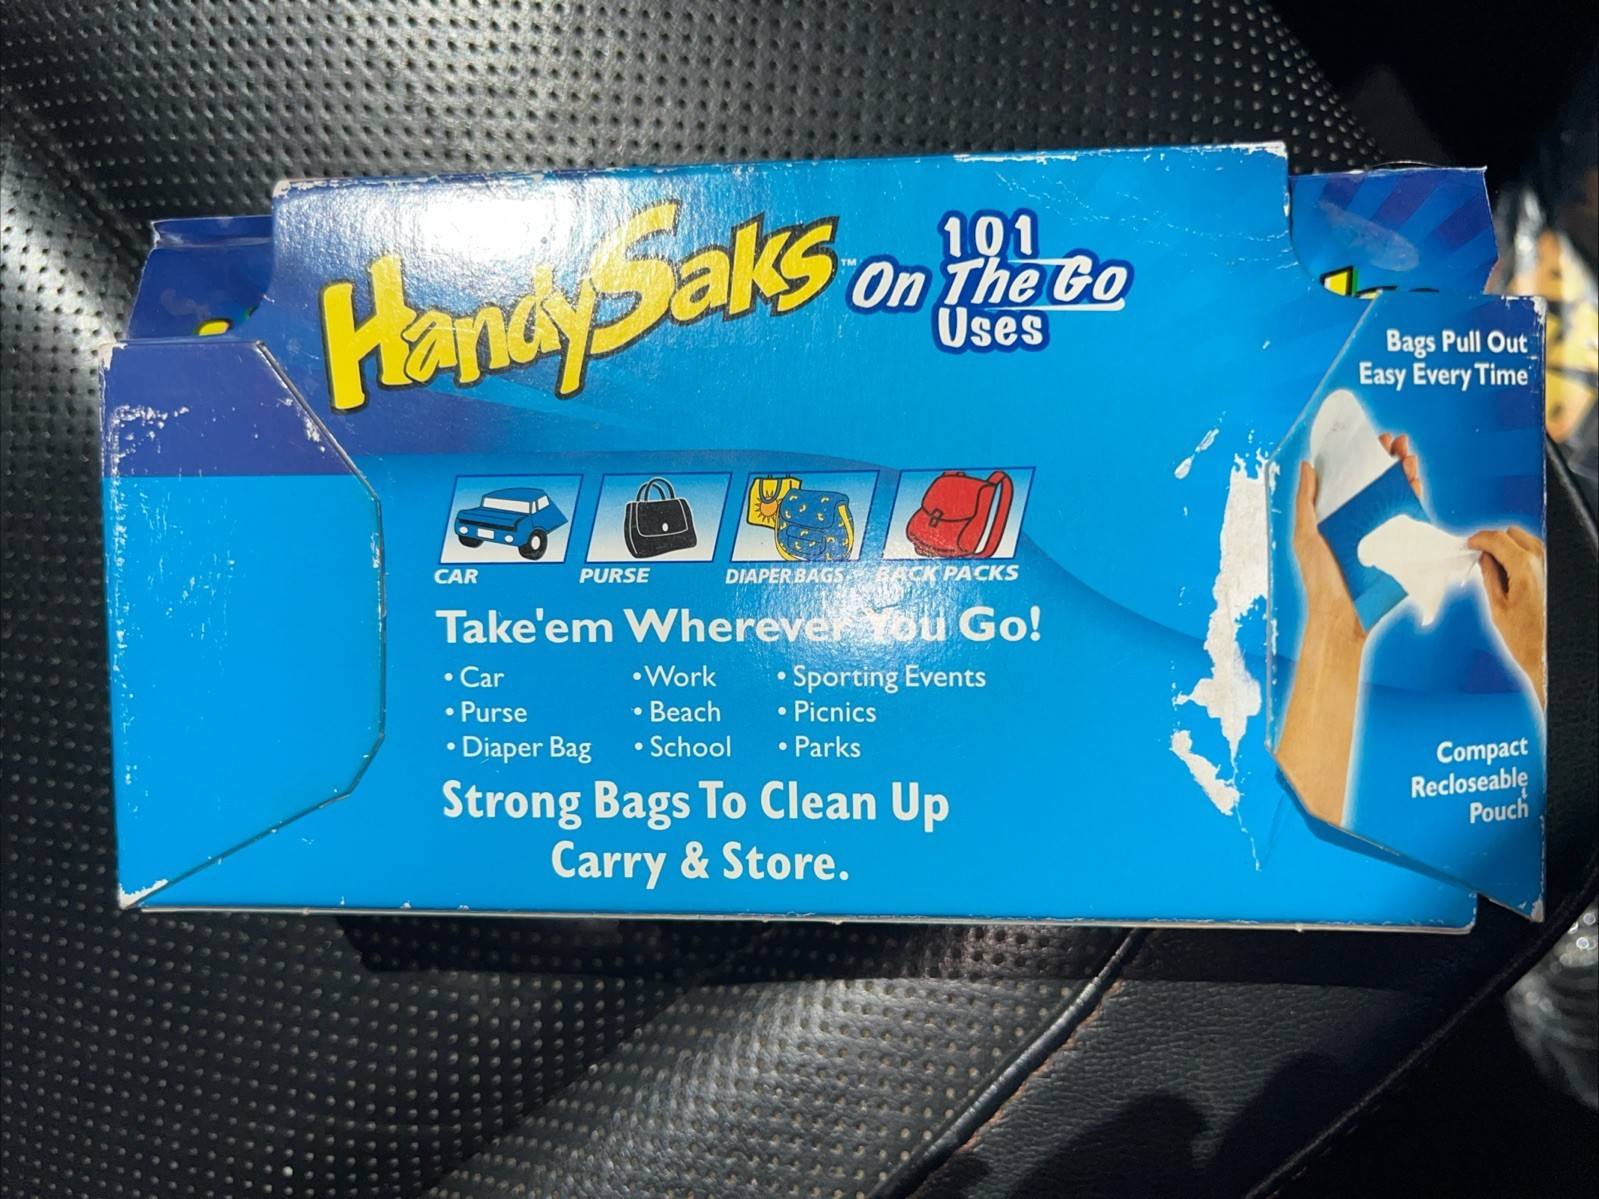 HandySaks™
101
On The Go
Uses
Bags Pull Out
Easy Every Time
CAR
PURSE
DIAPER BAGS
BACK PACKS
Take'em Wherever You Go!
• Car
• Work
• Sporting Events
• Purse
• Beach
• Picnics
• Diaper Bag
• School
• Parks
Strong Bags To Clean Up
Carry & Store.
Compact
Recloseable
Pouch